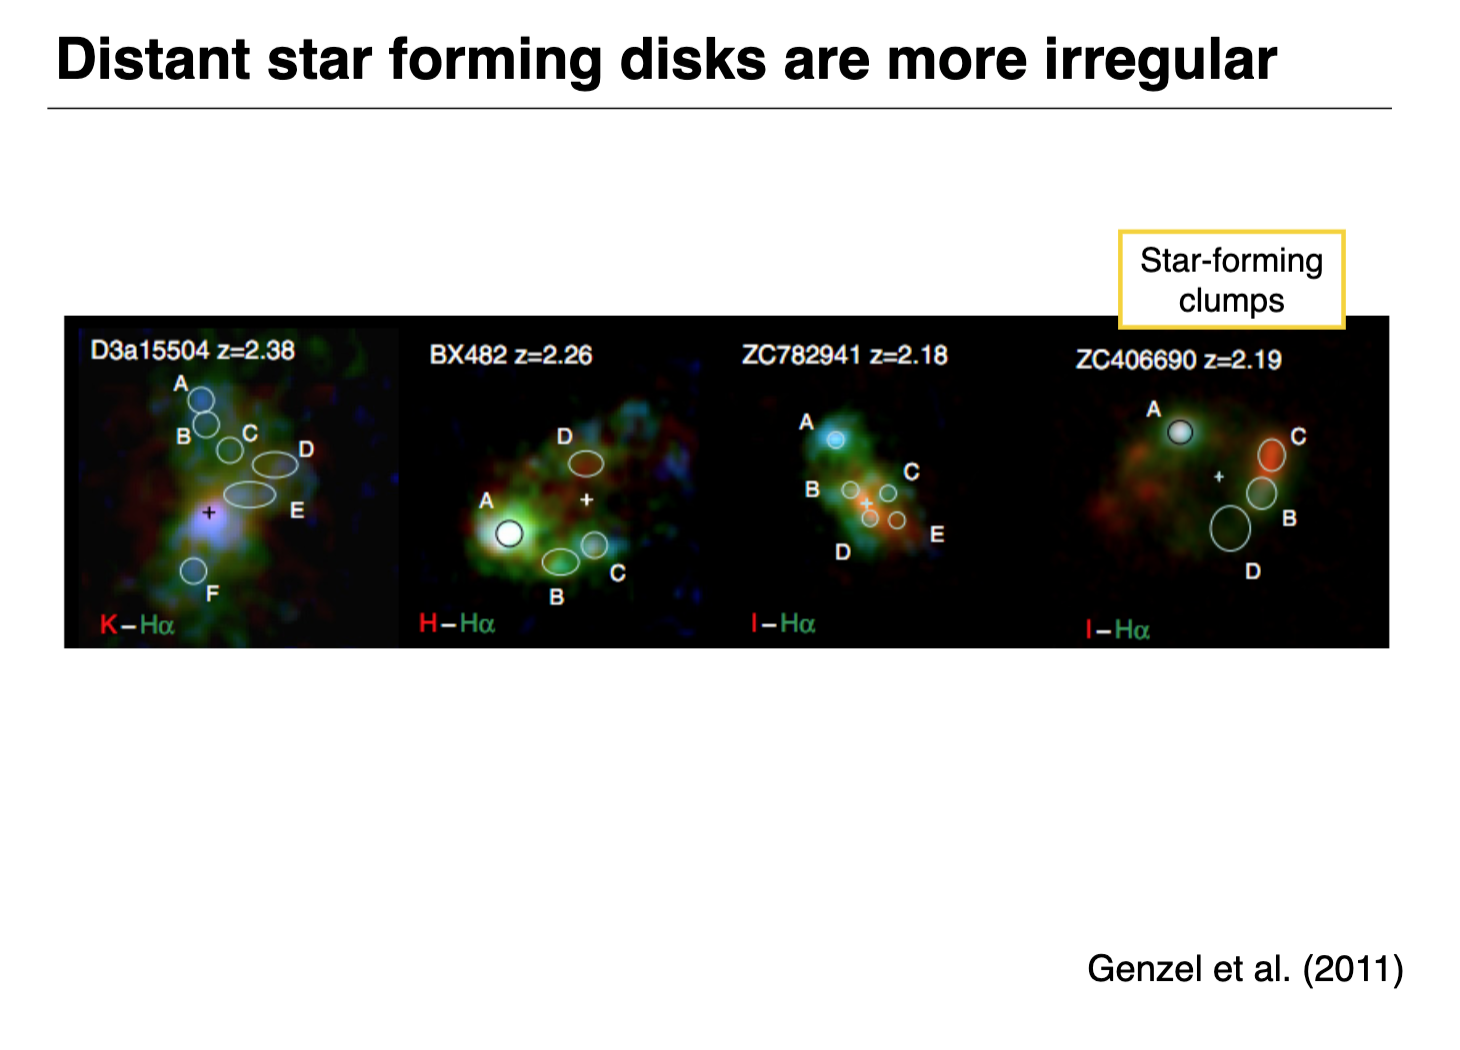 Distant star forming disks are more irregular
Star-forming
clumps
D3a15504 z=2.38
A
B
C
D
E
+
F
K–Hα
BX482 z=2.26
D
A
+
C
B
H–Hα
ZC782941 z=2.18
A
C
B
+
E
D
I–Hα
ZC406690 z=2.19
A
C
+
B
D
I–Hα
Genzel et al. (2011)